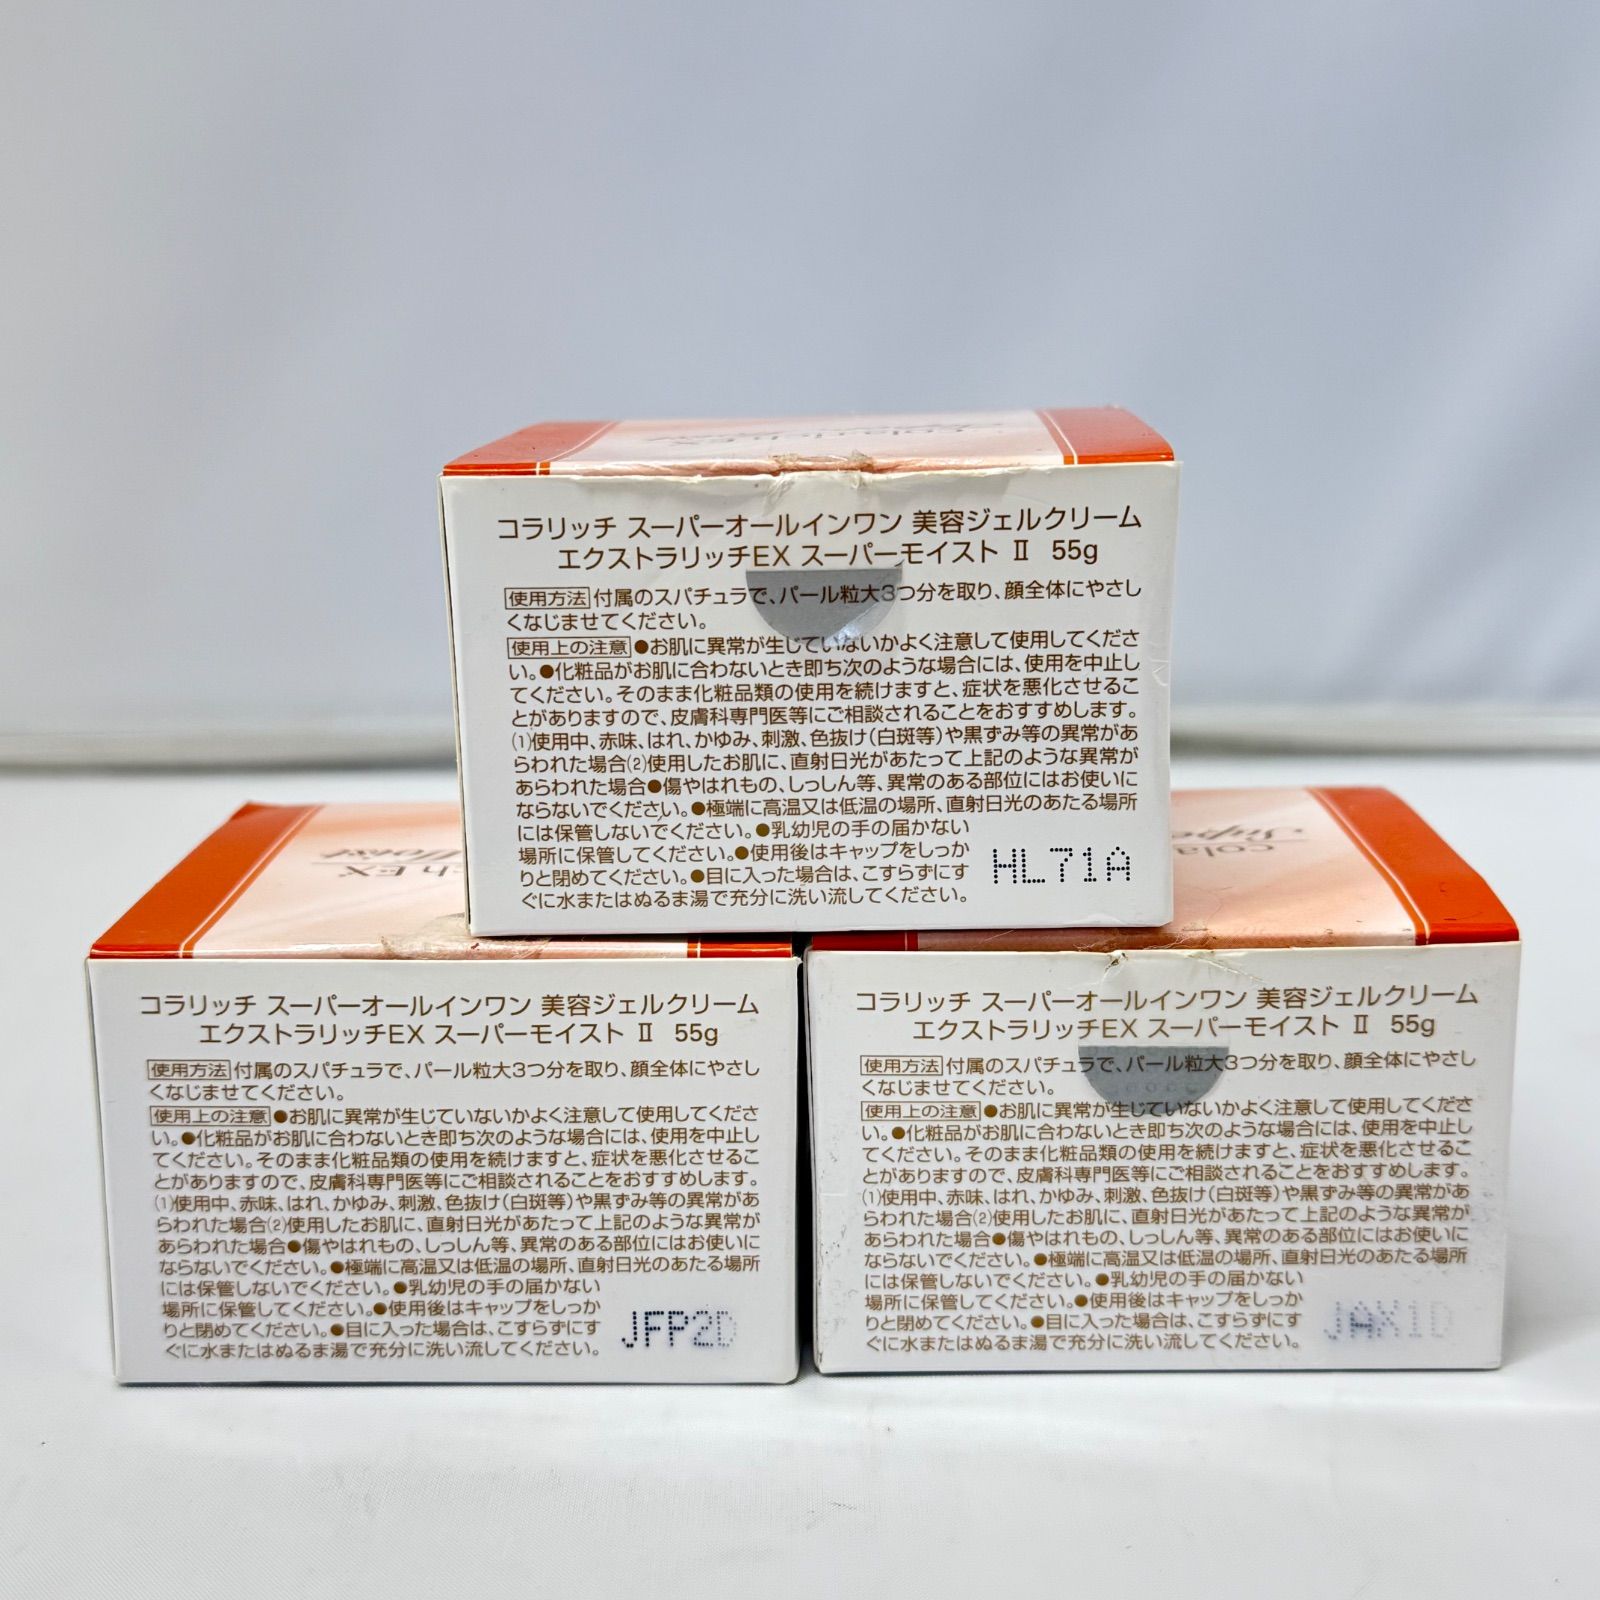 colarich EX
コラリッチ スーパーオールインワン 美容ジェルクリーム
エクストラリッチEX スーパーモイスト Ⅱ 55g
使用方法 付属のスパチュラで、パール粒大3つ分を取り、顔全体にやさし
くなじませてください。
使用上の注意 ●お肌に異常が生じていないかよく注意して使用してくださ
い。●化粧品がお肌に合わないとき即ち次のような場合には、使用を中止し
てください。そのまま化粧品類の使用を続けますと、症状を悪化させるこ
とがありますので、皮膚科専門医等にご相談されることをおすすめします。
(1)使用中、赤味、はれ、かゆみ、刺激、色抜け(白斑等)や黒ずみ等の異常があ
らわれた場合(2)使用したお肌に、直射日光があたって上記のような異常が
あらわれた場合●傷やはれもの、しっしん等、異常のある部位にはお使いに
ならないでください。●極端に高温又は低温の場所、直射日光のあたる場所
には保管しないでください。●乳幼児の手の届かない
場所に保管してください。●使用後はキャップをしっか
りと閉めてください。●目に入った場合は、こすらずにす
ぐに水またはぬるま湯で充分に洗い流してください。
HL71A
ch EX
Moist
コラリッチ スーパーオールインワン 美容ジェルクリーム
エクストラリッチEX スーパーモイスト Ⅱ 55g
使用方法 付属のスパチュラで、パール粒大3つ分を取り、顔全体にやさし
くなじませてください。
使用上の注意 ●お肌に異常が生じていないかよく注意して使用してくださ
い。●化粧品がお肌に合わないとき即ち次のような場合には、使用を中止し
てください。そのまま化粧品類の使用を続けますと、症状を悪化させるこ
とがありますので、皮膚科専門医等にご相談されることをおすすめします。
(1)使用中、赤味、はれ、かゆみ、刺激、色抜け(白斑等)や黒ずみ等の異常があ
らわれた場合(2)使用したお肌に、直射日光があたって上記のような異常が
あらわれた場合●傷やはれもの、しっしん等、異常のある部位にはお使いに
ならないでください。●極端に高温又は低温の場所、直射日光のあたる場所
には保管しないでください。●乳幼児の手の届かない
場所に保管してください。●使用後はキャップをしっか
りと閉めてください。●目に入った場合は、こすらずにす
ぐに水またはぬるま湯で充分に洗い流してください。
JFP2D
cola
Supe
コラリッチ スーパーオールインワン 美容ジェルクリーム
エクストラリッチEX スーパーモイスト Ⅱ 55g
使用方法 付属のスパチュラで、パール粒大3つ分を取り、顔全体にやさし
くなじませてください。
使用上の注意 ●お肌に異常が生じていないかよく注意して使用してくださ
い。●化粧品がお肌に合わないとき即ち次のような場合には、使用を中止し
てください。そのまま化粧品類の使用を続けますと、症状を悪化させるこ
とがありますので、皮膚科専門医等にご相談されることをおすすめします。
(1)使用中、赤味、はれ、かゆみ、刺激、色抜け(白斑等)や黒ずみ等の異常があ
らわれた場合(2)使用したお肌に、直射日光があたって上記のような異常が
あらわれた場合●傷やはれもの、しっしん等、異常のある部位にはお使いに
ならないでください。●極端に高温又は低温の場所、直射日光のあたる場所
には保管しないでください。●乳幼児の手の届かない
場所に保管してください。●使用後はキャップをしっか
りと閉めてください。●目に入った場合は、こすらずにす
ぐに水またはぬるま湯で充分に洗い流してください。
JAX1D